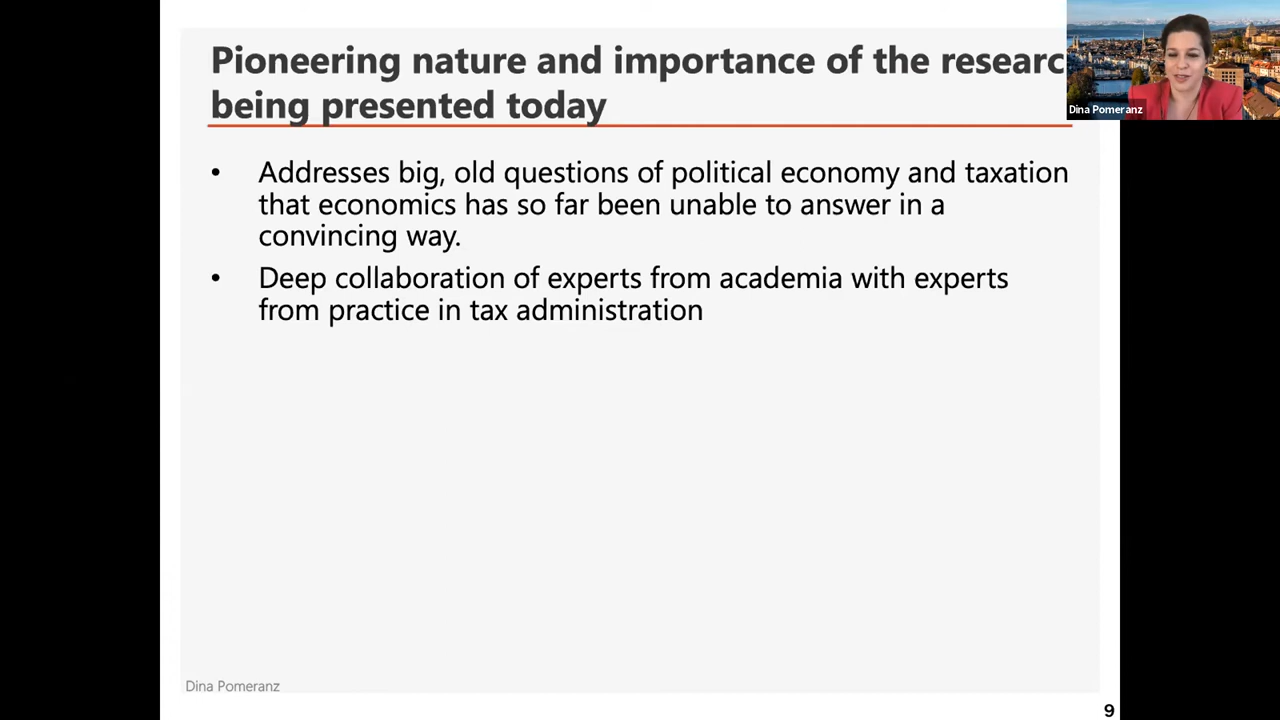 Pioneering nature and importance of the researc
being presented today
Dina Pomeranz
• Addresses big, old questions of political economy and taxation
that economics has so far been unable to answer in a
convincing way.
• Deep collaboration of experts from academia with experts
from practice in tax administration
Dina Pomeranz
9